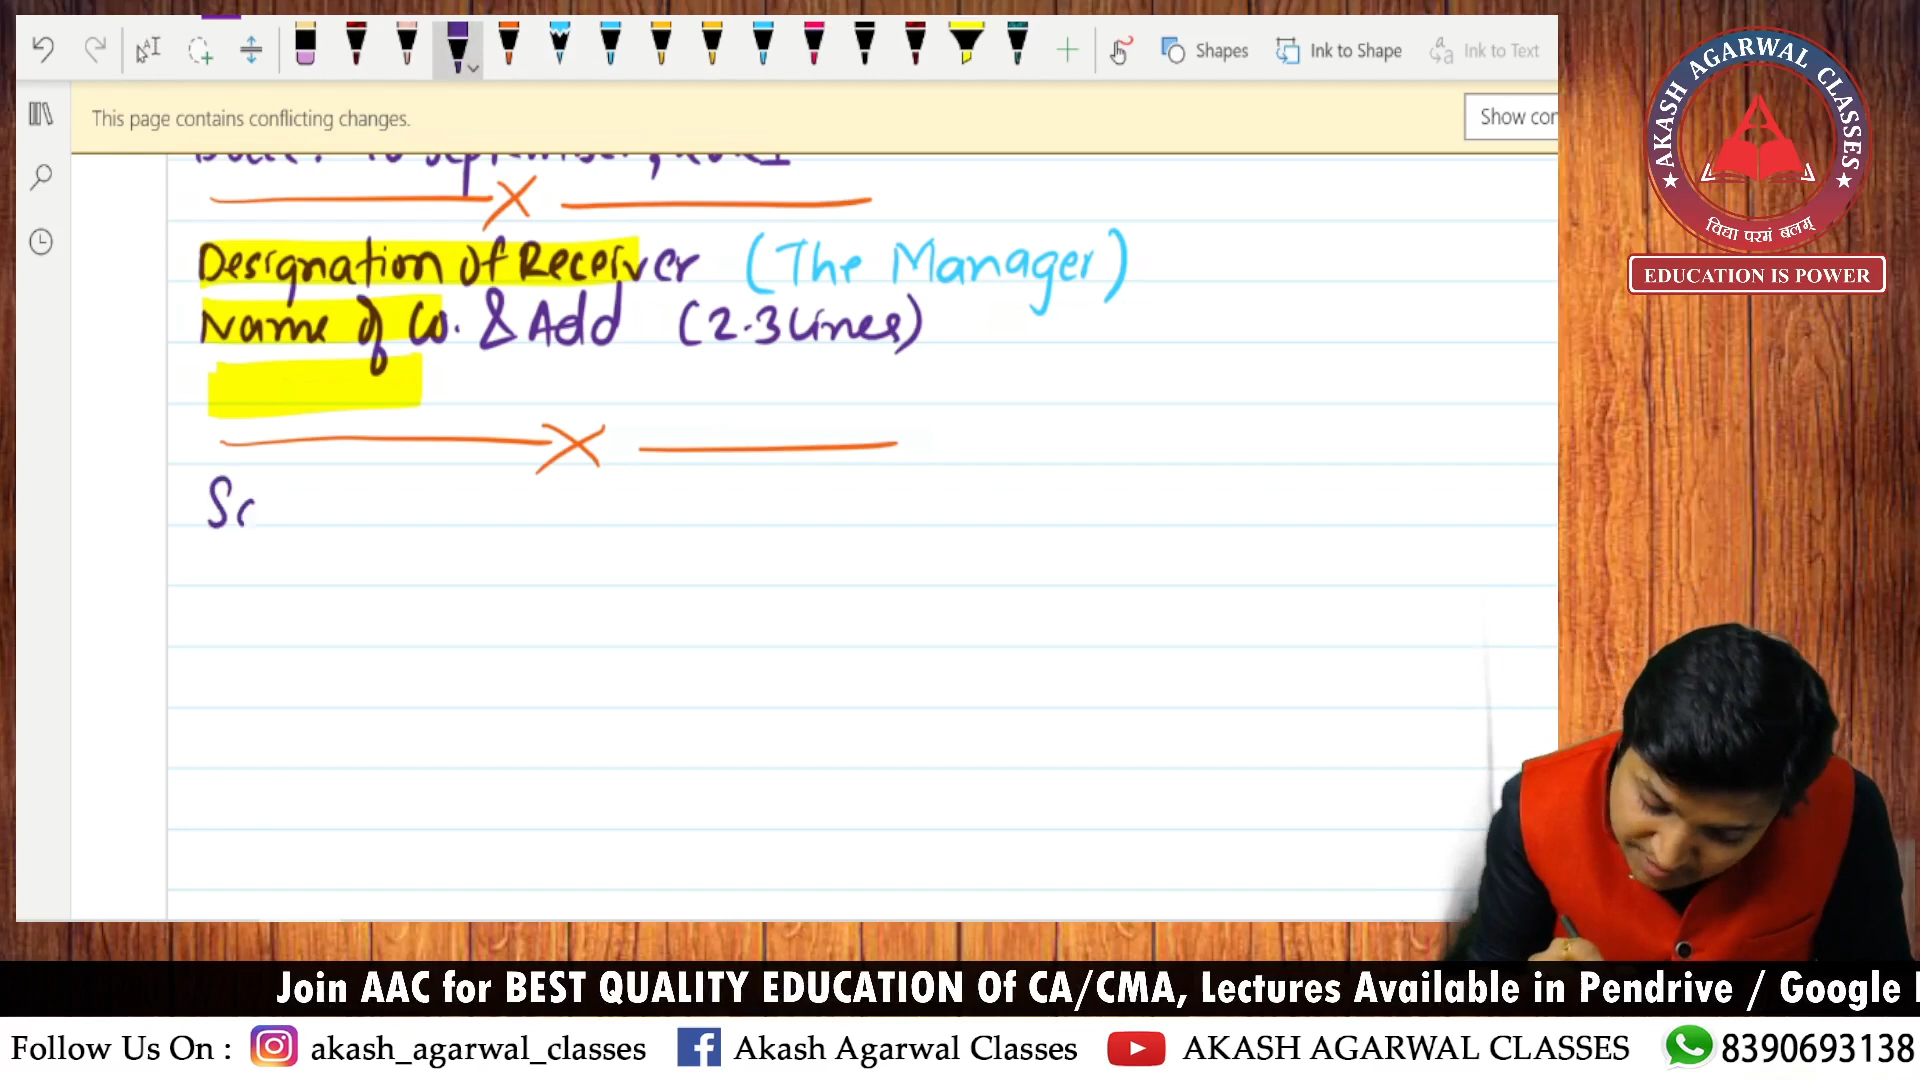 Shapes
Ink to Shape
Ink to Text
This page contains conflicting changes.
Show con
Designation of Receiver (The Manager)
Name of Co. & Add (2-3 lines)
AKASH AGARWAL CLASSES
विद्या परमं बलम्
EDUCATION IS POWER
Join AAC for BEST QUALITY EDUCATION Of CA/CMA, Lectures Available in Pendrive / Google
Follow Us On : akash_agarwal_classes Akash Agarwal Classes AKASH AGARWAL CLASSES 8390693138